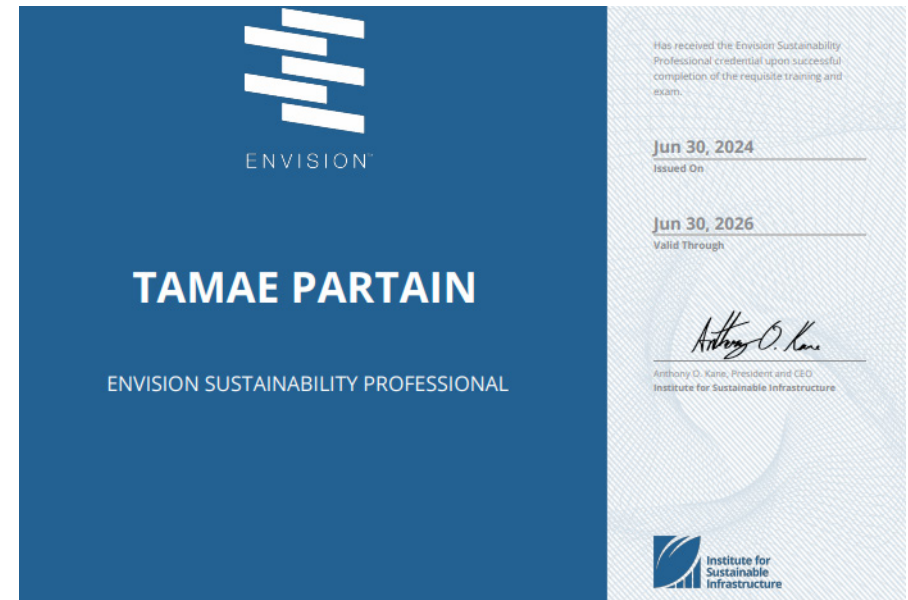 ENVISION™
TAMAE PARTAIN
ENVISION SUSTAINABILITY PROFESSIONAL
Has received the Envision Sustainability
Professional credential upon successful
completion of the requisite training and
exam.
Jun 30, 2024
Issued On
Jun 30, 2026
Valid Through
Anthony O. Kane
Anthony O. Kane, President and CEO
Institute for Sustainable Infrastructure
Institute for
Sustainable
Infrastructure